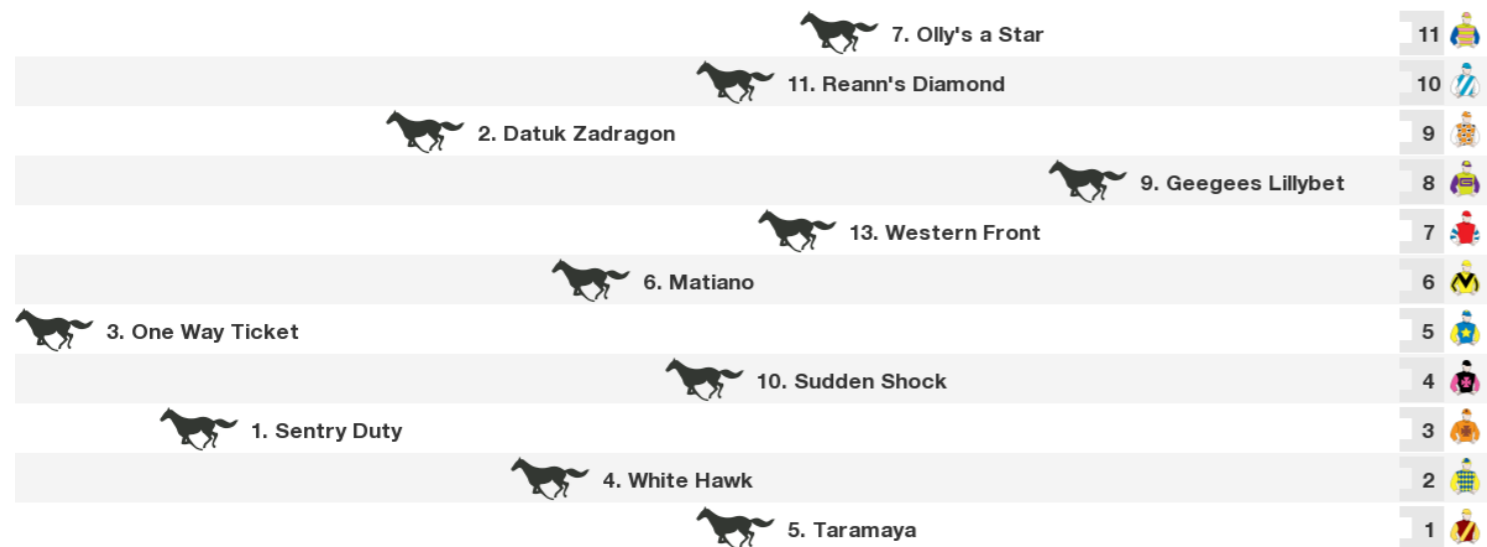 7. Olly's a Star 11
11. Reann's Diamond 10
2. Datuk Zadragon 9
9. Geegees Lillybet 8
13. Western Front 7
6. Matiano 6
3. One Way Ticket 5
10. Sudden Shock 4
1. Sentry Duty 3
4. White Hawk 2
5. Taramaya 1